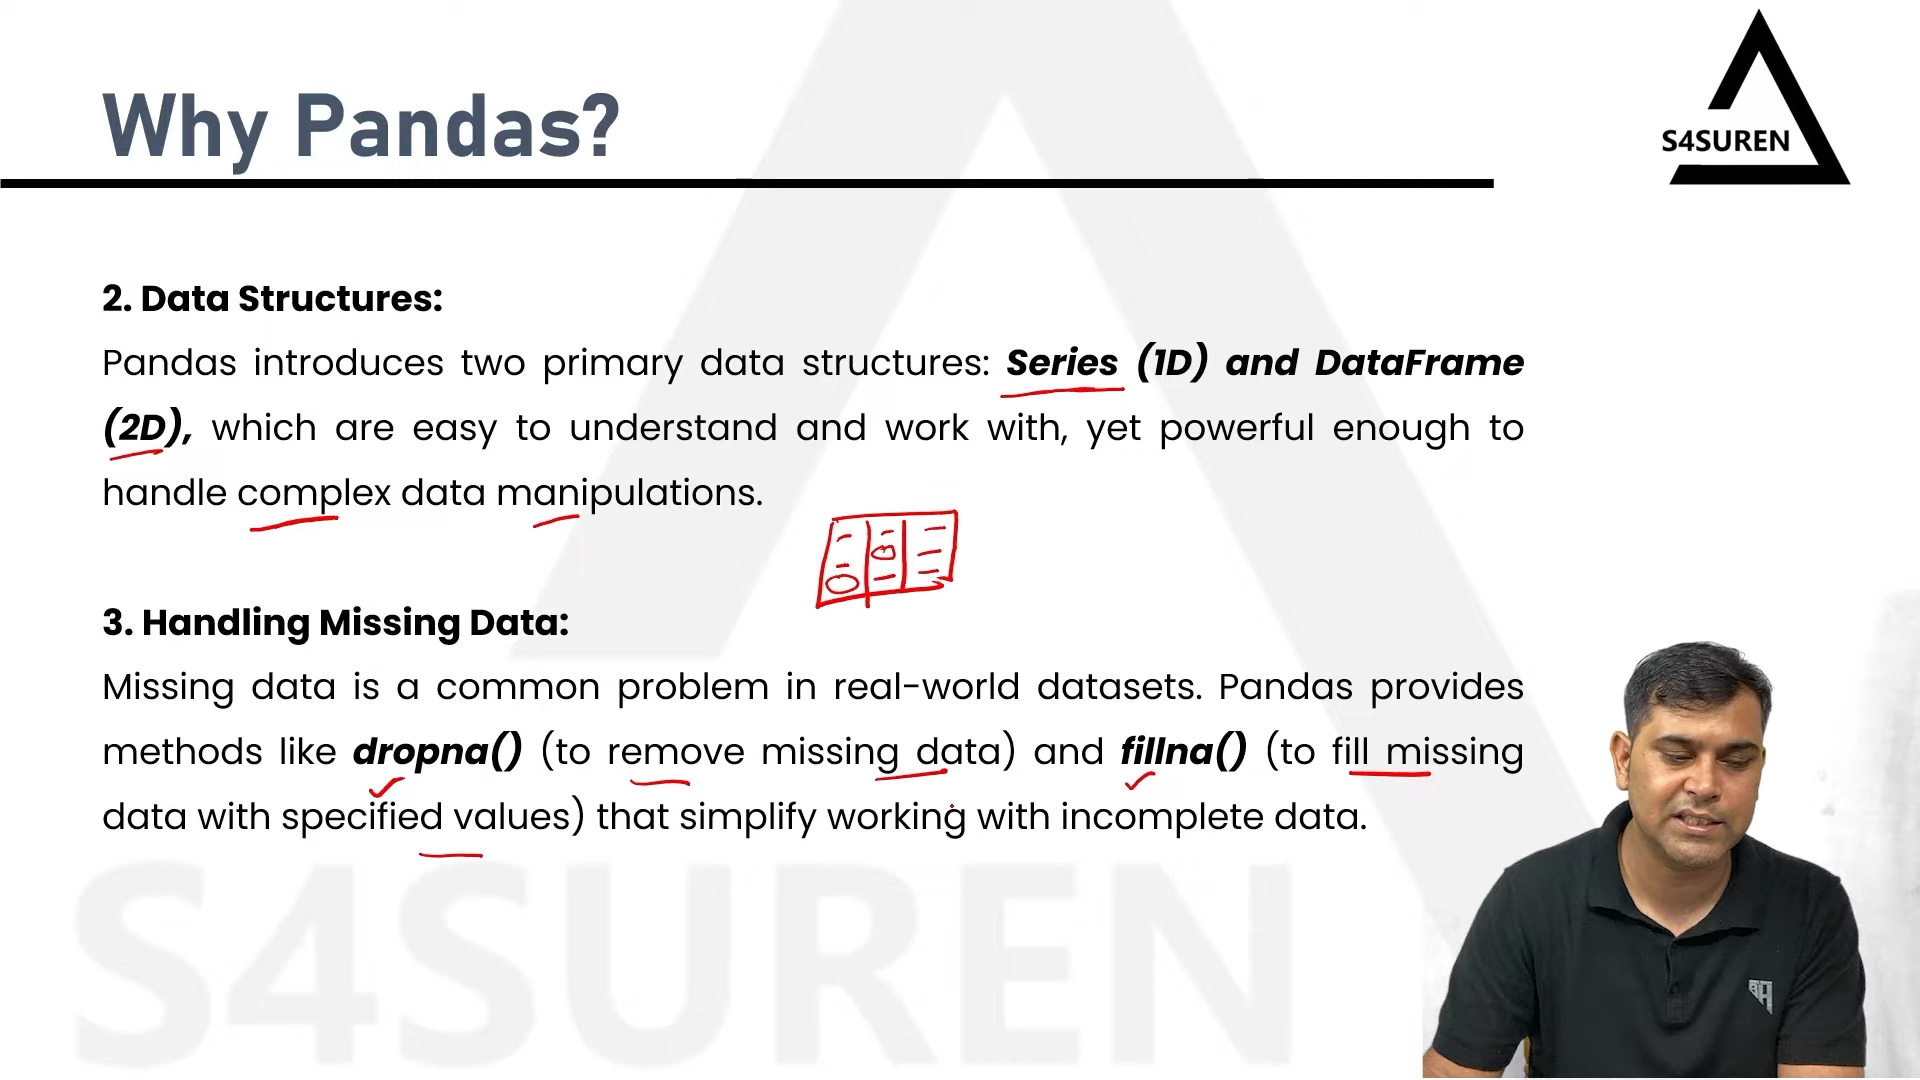 Why Pandas?
S4SUREN
2. Data Structures:
Pandas introduces two primary data structures: Series (1D) and DataFrame
(2D), which are easy to understand and work with, yet powerful enough to
handle complex data manipulations.
3. Handling Missing Data:
Missing data is a common problem in real-world datasets. Pandas provides
methods like dropna() (to remove missing data) and fillna() (to fill missing
data with specified values) that simplify working with incomplete data.
S4SUREN